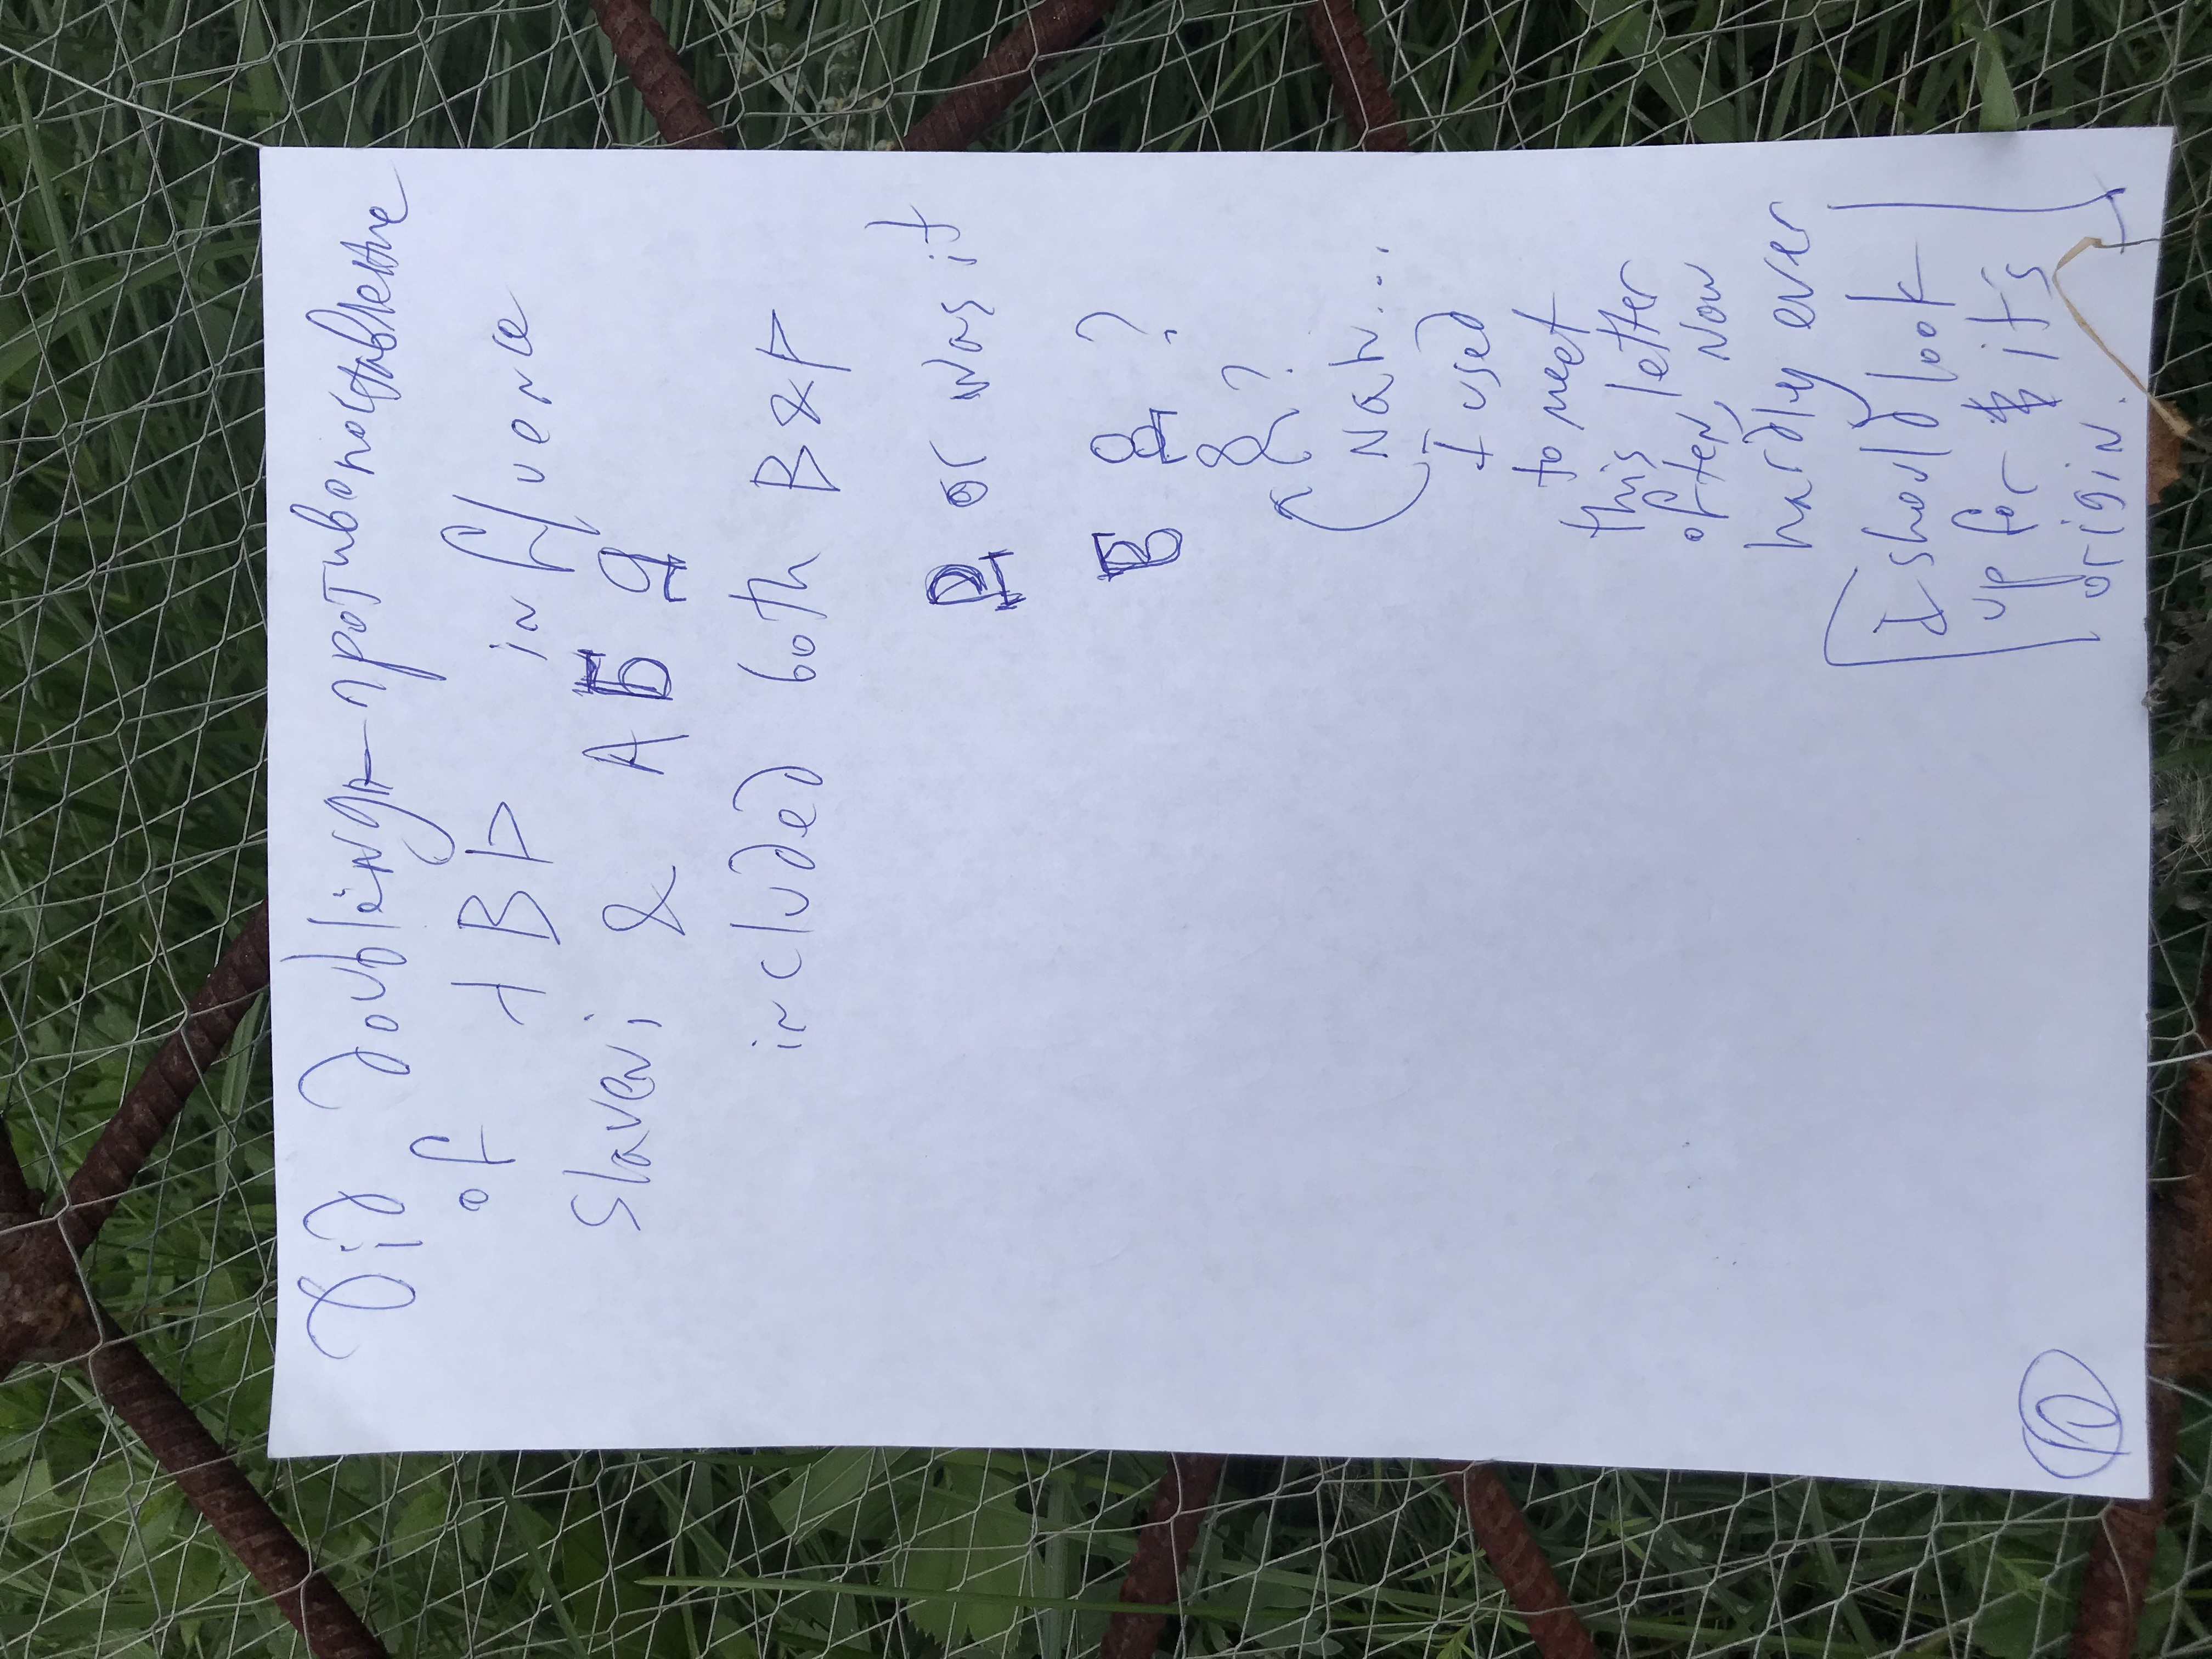 Did doubling-противопоставление
of ⊣ B Þ influence
slaveni & A Б Д
included both B & Þ
or was it
Б ?
?
Nah...
I used
to meet
this letter
often, now
hardly ever
I should look
up for it's
origin.
10